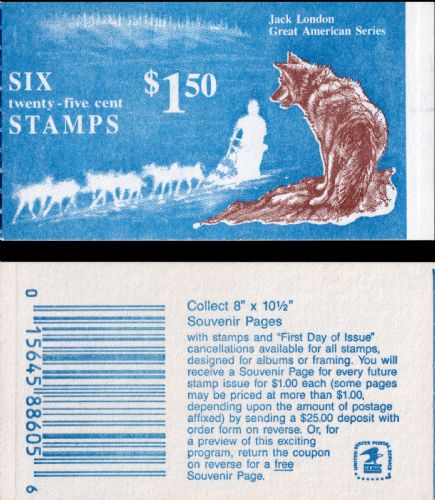 Jack London
Great American Series
SIX
twenty-five cent
STAMPS
$1.50
Collect 8" x 10½"
Souvenir Pages
with stamps and "First Day of Issue"
cancellations available for all stamps,
designed for albums or framing. You will
receive a Souvenir Page for every future
stamp issue for $1.00 each (some pages
may be priced at more than $1.00,
depending upon the amount of postage
affixed) by sending a $25.00 deposit with
order form on reverse. Or, for
a preview of this exciting
program, return the coupon
on reverse for a free
Souvenir Page.
0 15645 88605 6
UNITED STATES POSTAL SERVICE